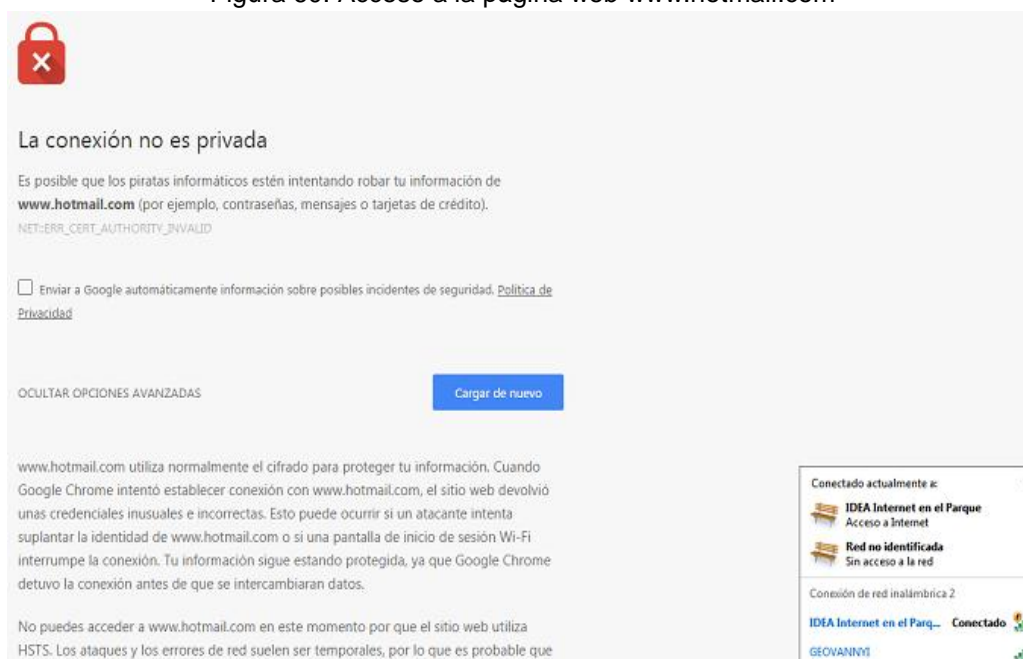 La conexión no es privada
Es posible que los piratas informáticos estén intentando robar tu información de
www.hotmail.com (por ejemplo, contraseñas, mensajes o tarjetas de crédito).
NET::ERR_CERT_AUTHORITY_INVALID
Enviar a Google automáticamente información sobre posibles incidentes de seguridad. Política de
Privacidad
OCULTAR OPCIONES AVANZADAS
Cargar de nuevo
www.hotmail.com utiliza normalmente el cifrado para proteger tu información. Cuando
Google Chrome intentó establecer conexión con www.hotmail.com, el sitio web devolvió
unas credenciales inusuales e incorrectas. Esto puede ocurrir si un atacante intenta
suplantar la identidad de www.hotmail.com o si una pantalla de inicio de sesión Wi-Fi
interrumpe la conexión. Tu información sigue estando protegida, ya que Google Chrome
detuvo la conexión antes de que se intercambiaran datos.
No puedes acceder a www.hotmail.com en este momento por que el sitio web utiliza
HSTS. Los ataques y los errores de red suelen ser temporales, por lo que es probable que
Conectado actualmente a:
IDEA Internet en el Parque
Acceso a Internet
Red no identificada
Sin acceso a la red
Conexión de red inalámbrica 2
IDEA Internet en el Parq... Conectado
GEOVANNYI